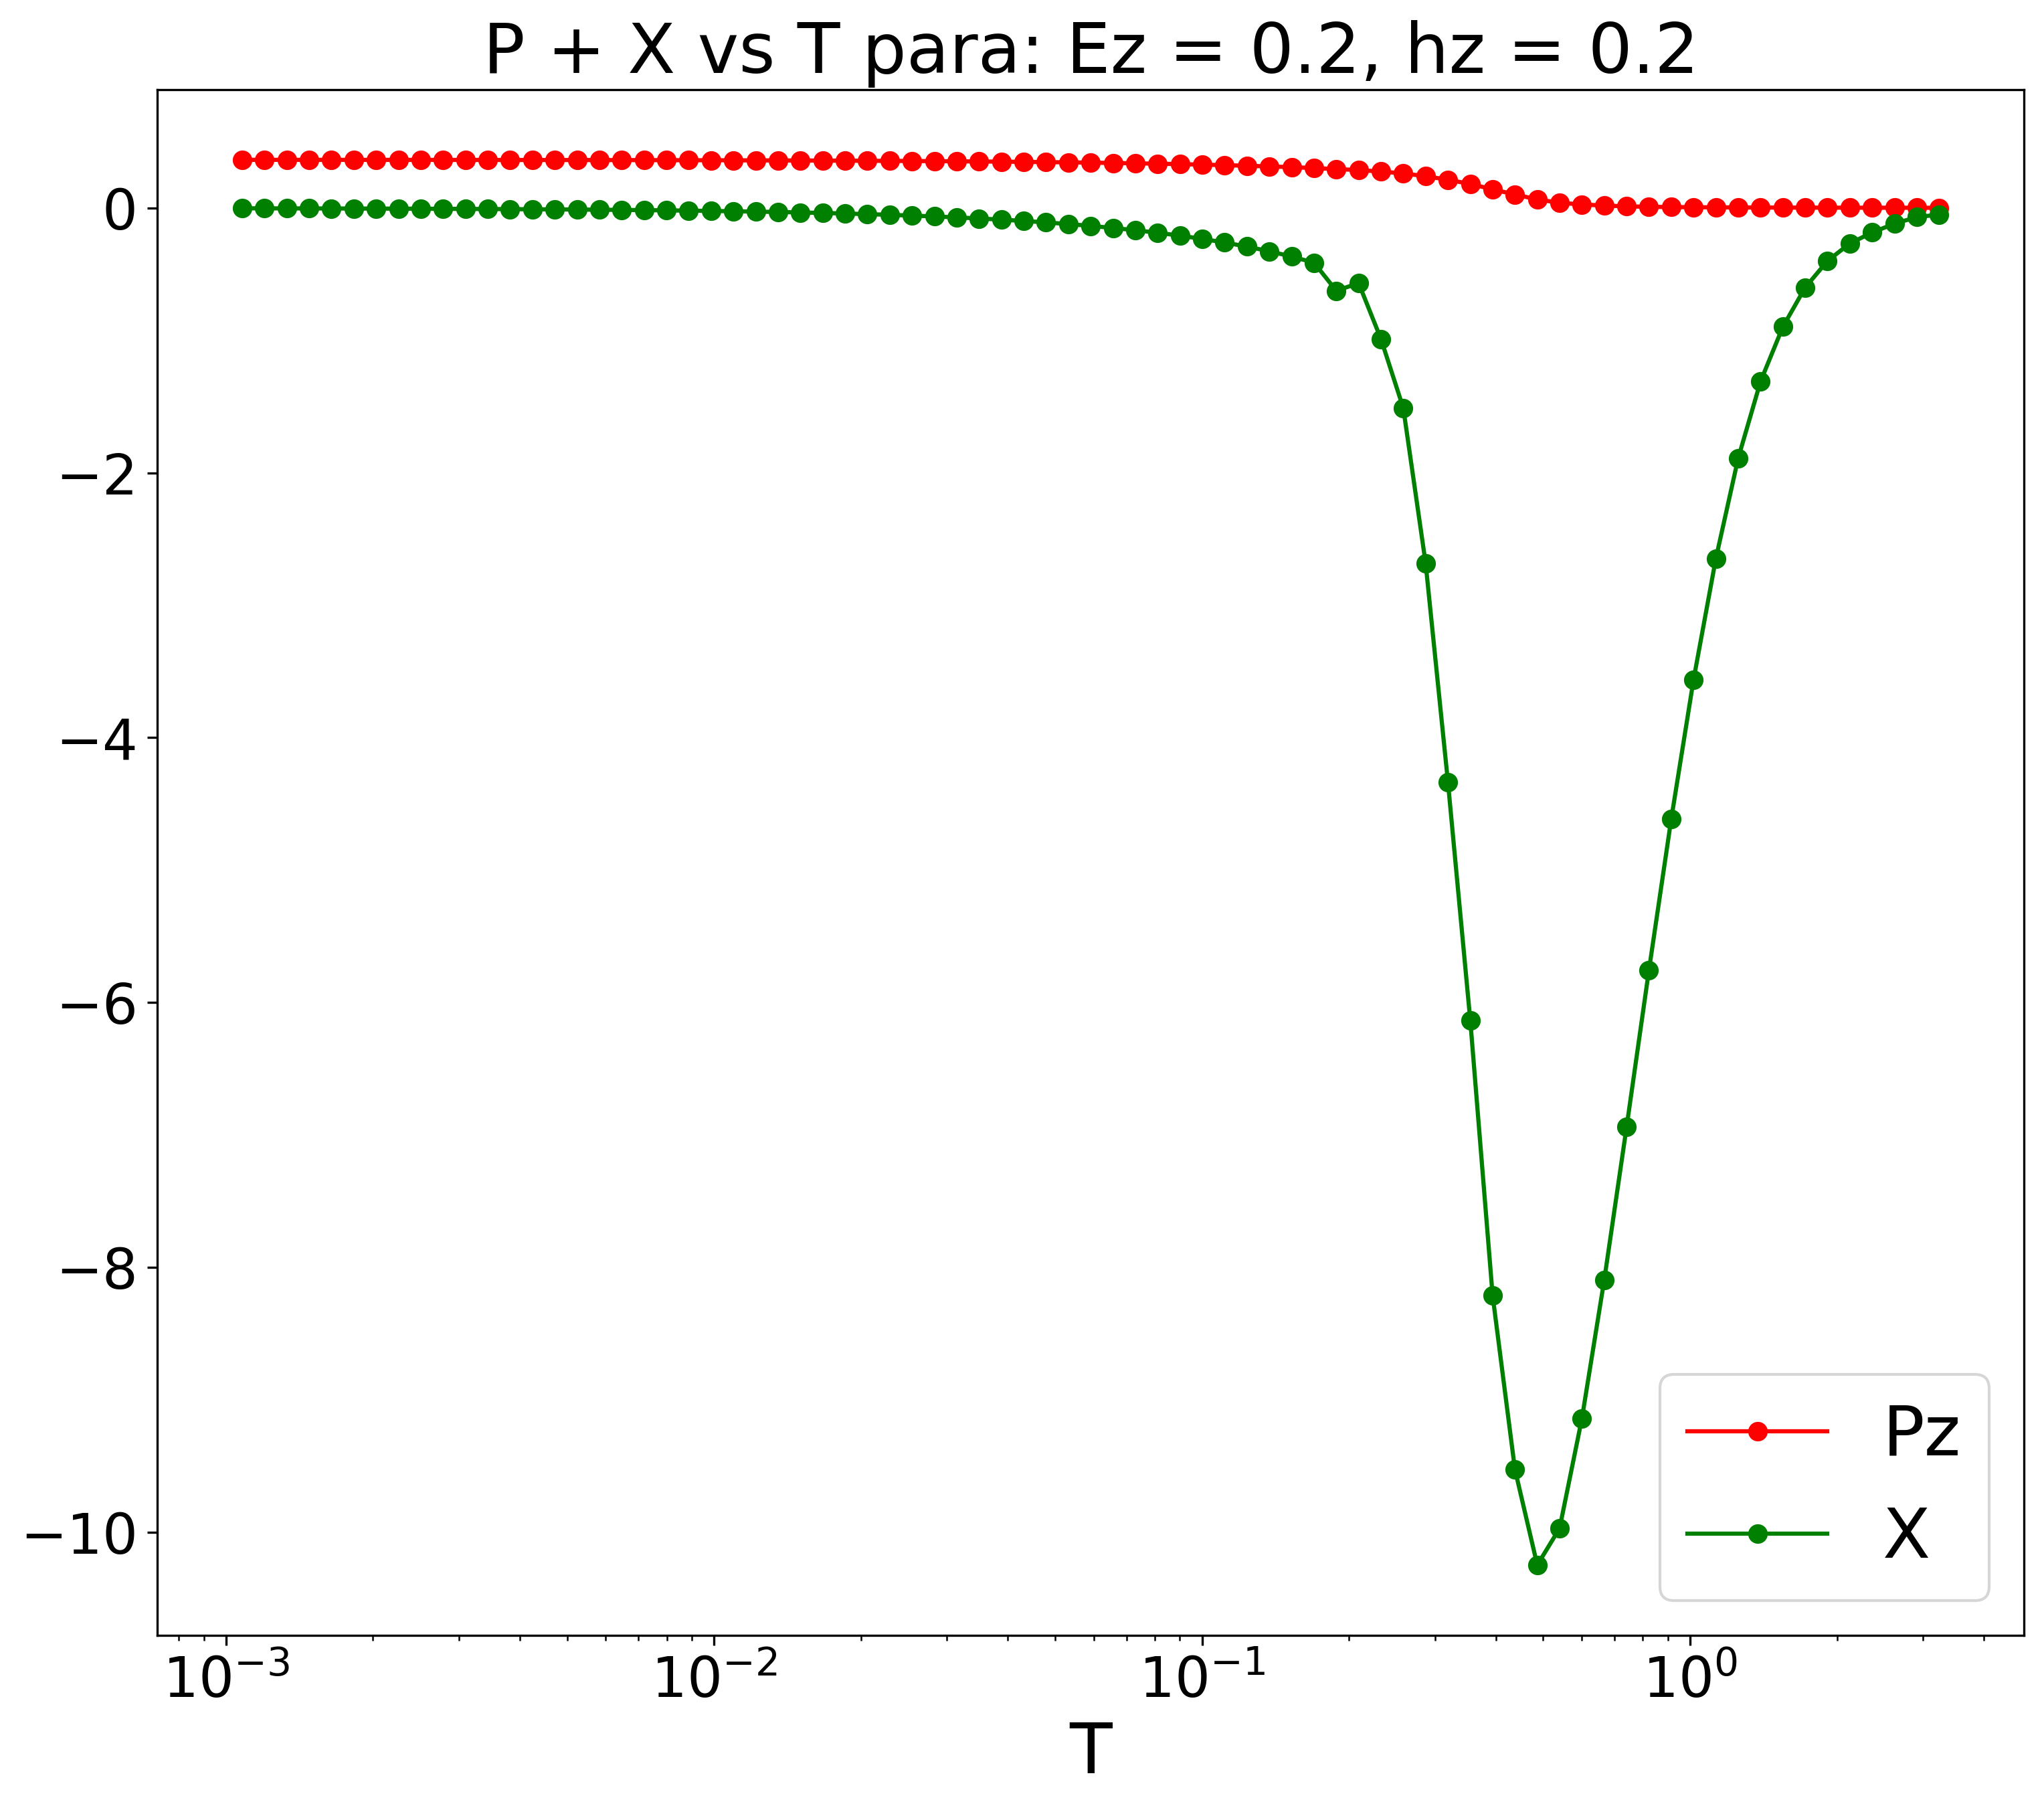 P + X vs T para: Ez = 0.2, hz = 0.2
0
−2
−4
−6
−8
−10
Pz
X
10⁻³ 10⁻² 10⁻¹ 10⁰
T